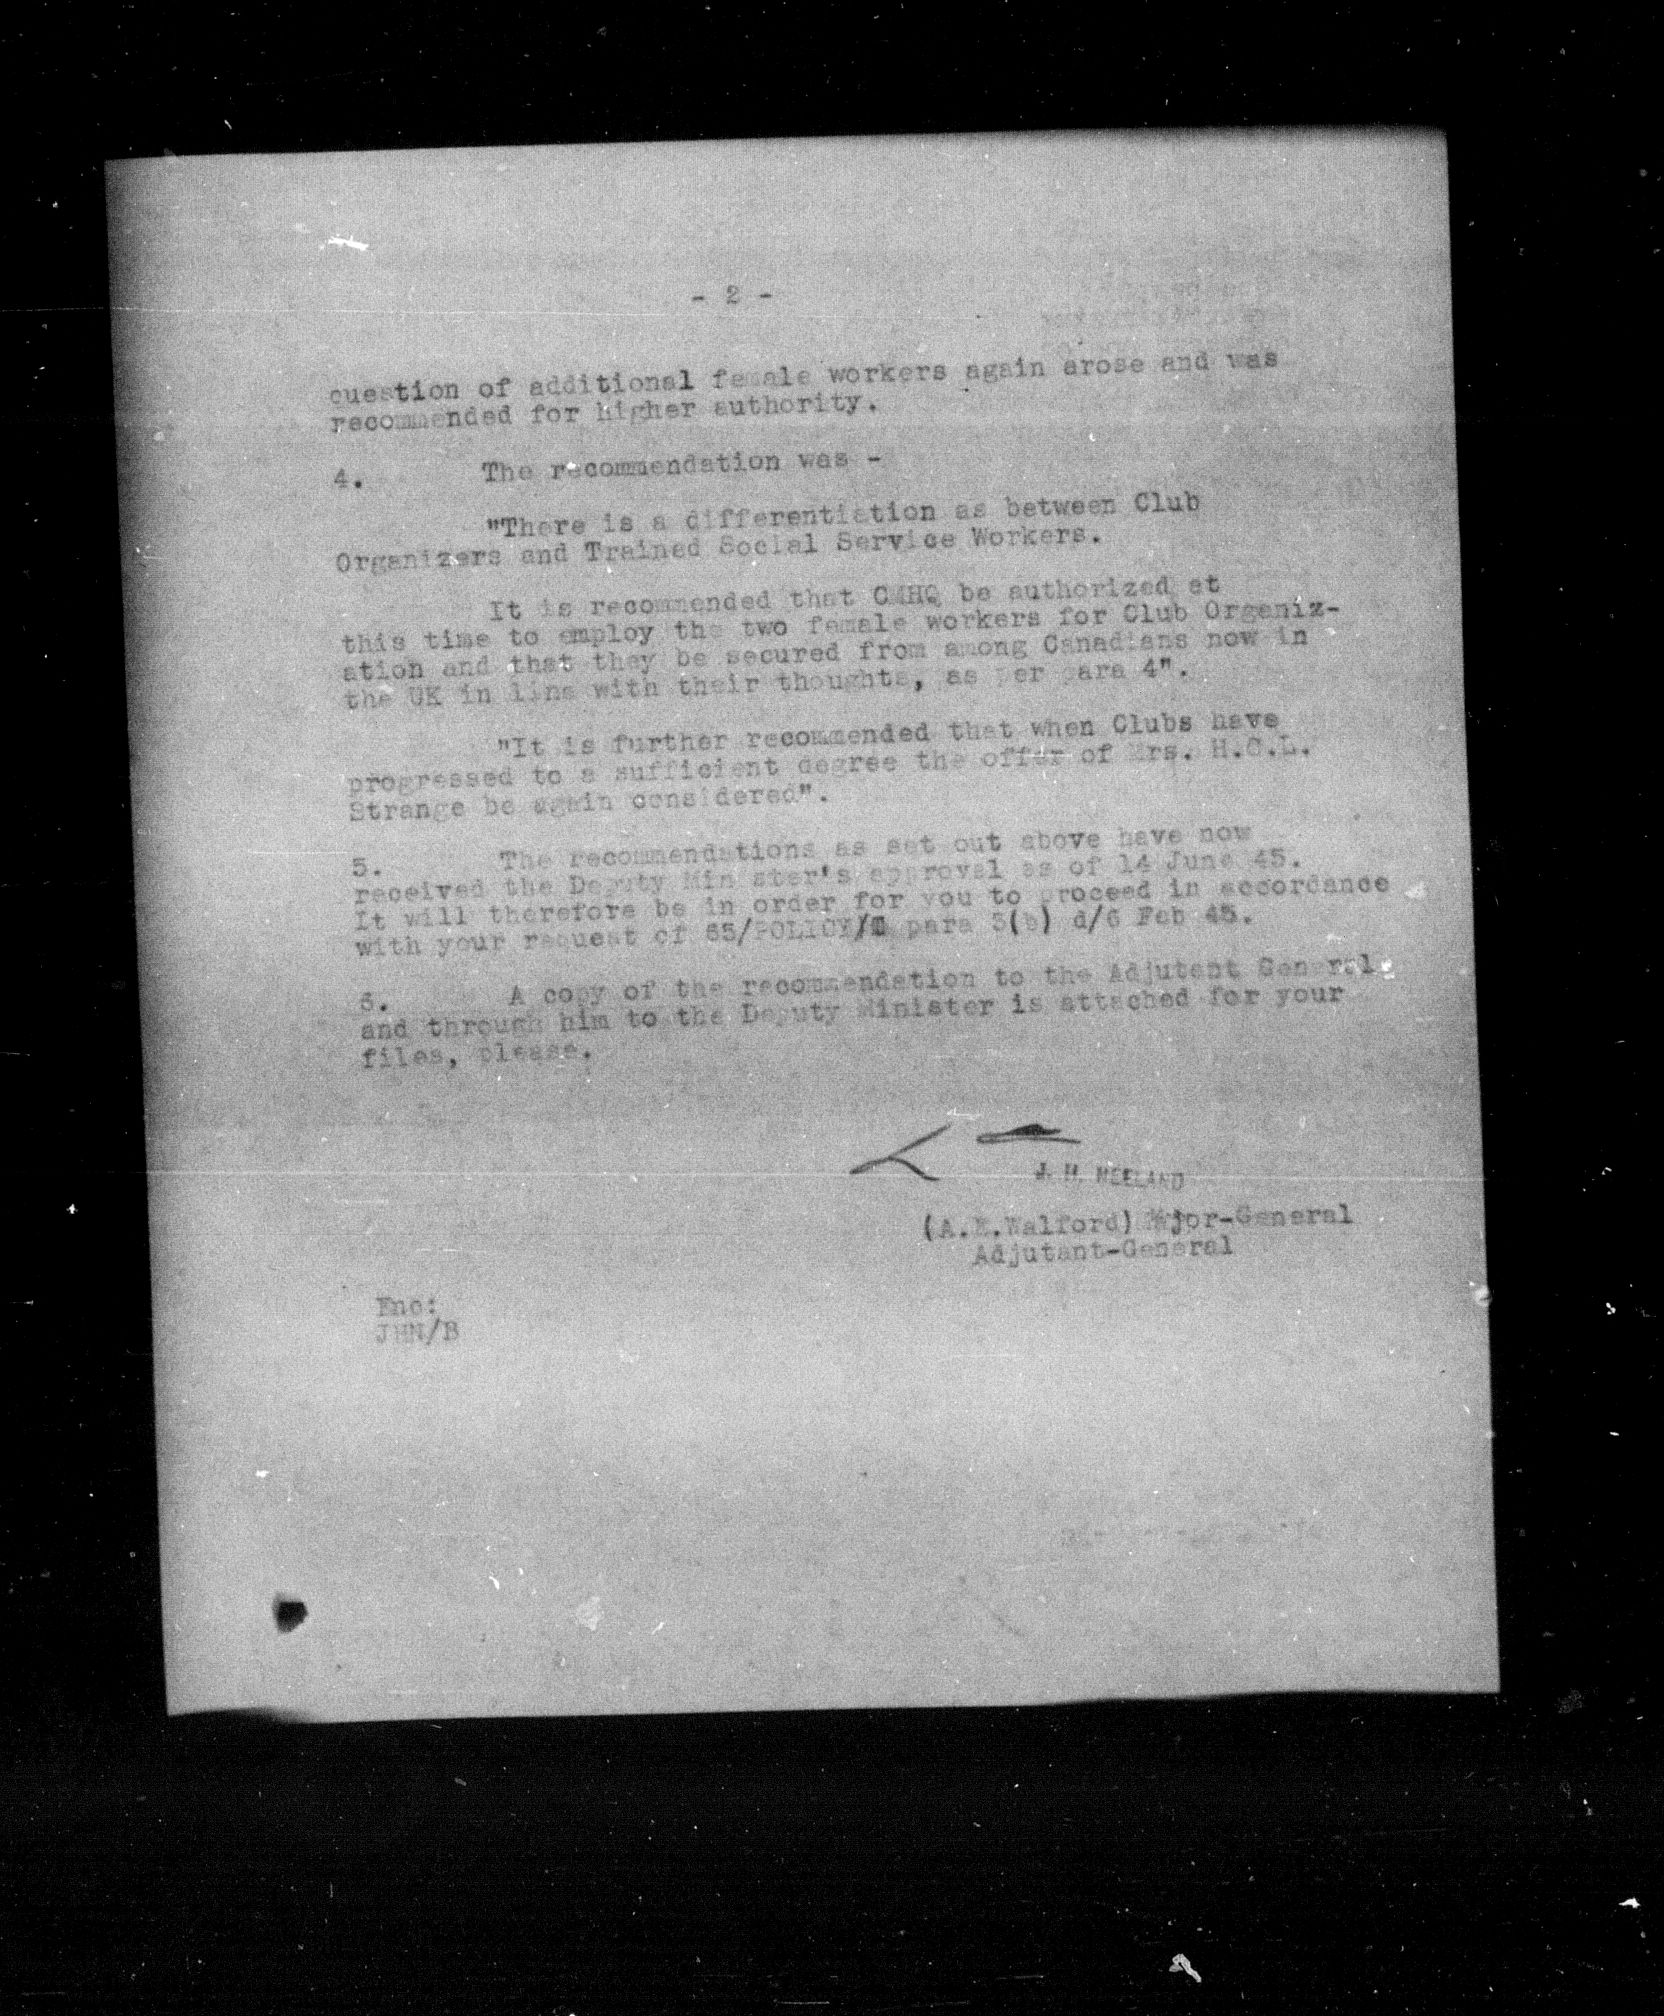 - 2 -
question of additional female workers again arose and was
recommended for higher authority.
4. The recommendation was -
"There is a differentiation as between Club
Organizers and Trained Social Service Workers.
It is recommended that CMHQ be authorized at
this time to employ the two female workers for Club Organiz-
ation and that they be secured from among Canadians now in
the UK in line with their thoughts, as per para 4".
"It is further recommended that when Clubs have
progressed to a sufficient degree the offer of Mrs. H.C.L.
Strange be again considered".
5. The recommendations as set out above have now
received the Deputy Minister's approval as of 14 June 45.
It will therefore be in order for you to proceed in accordance
with your request of 65/POLICY/ para 3(b) d/6 Feb 45.
6. A copy of the recommendation to the Adjutant General
and through him to the Deputy Minister is attached for your
files, please.
J. H. NEELAND
(A.E.Walford) Major-General
Adjutant-General
Enc:
JHN/B